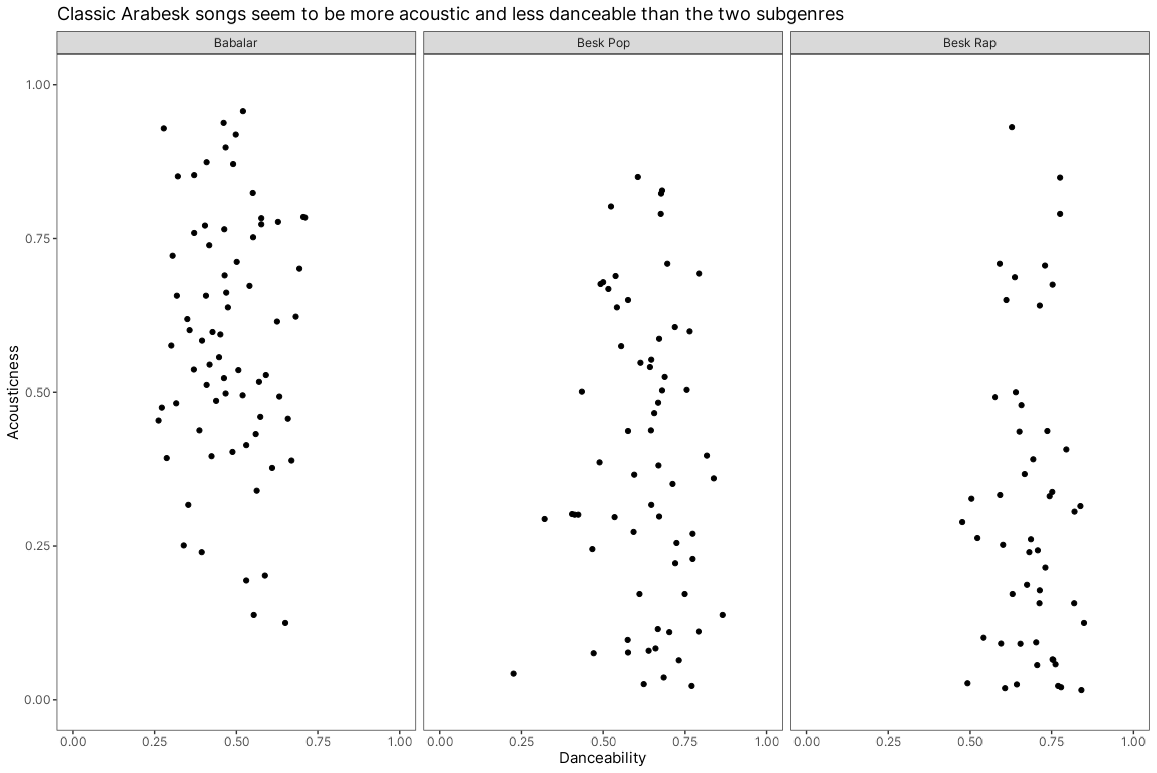 Classic Arabesk songs seem to be more acoustic and less danceable than the two subgenres
Babalar
Besk Pop
Besk Rap
1.00
0.75
0.50
0.25
0.00
Acousticness
0.00 0.25 0.50 0.75 1.00
0.00 0.25 0.50 0.75 1.00
0.00 0.25 0.50 0.75 1.00
Danceability